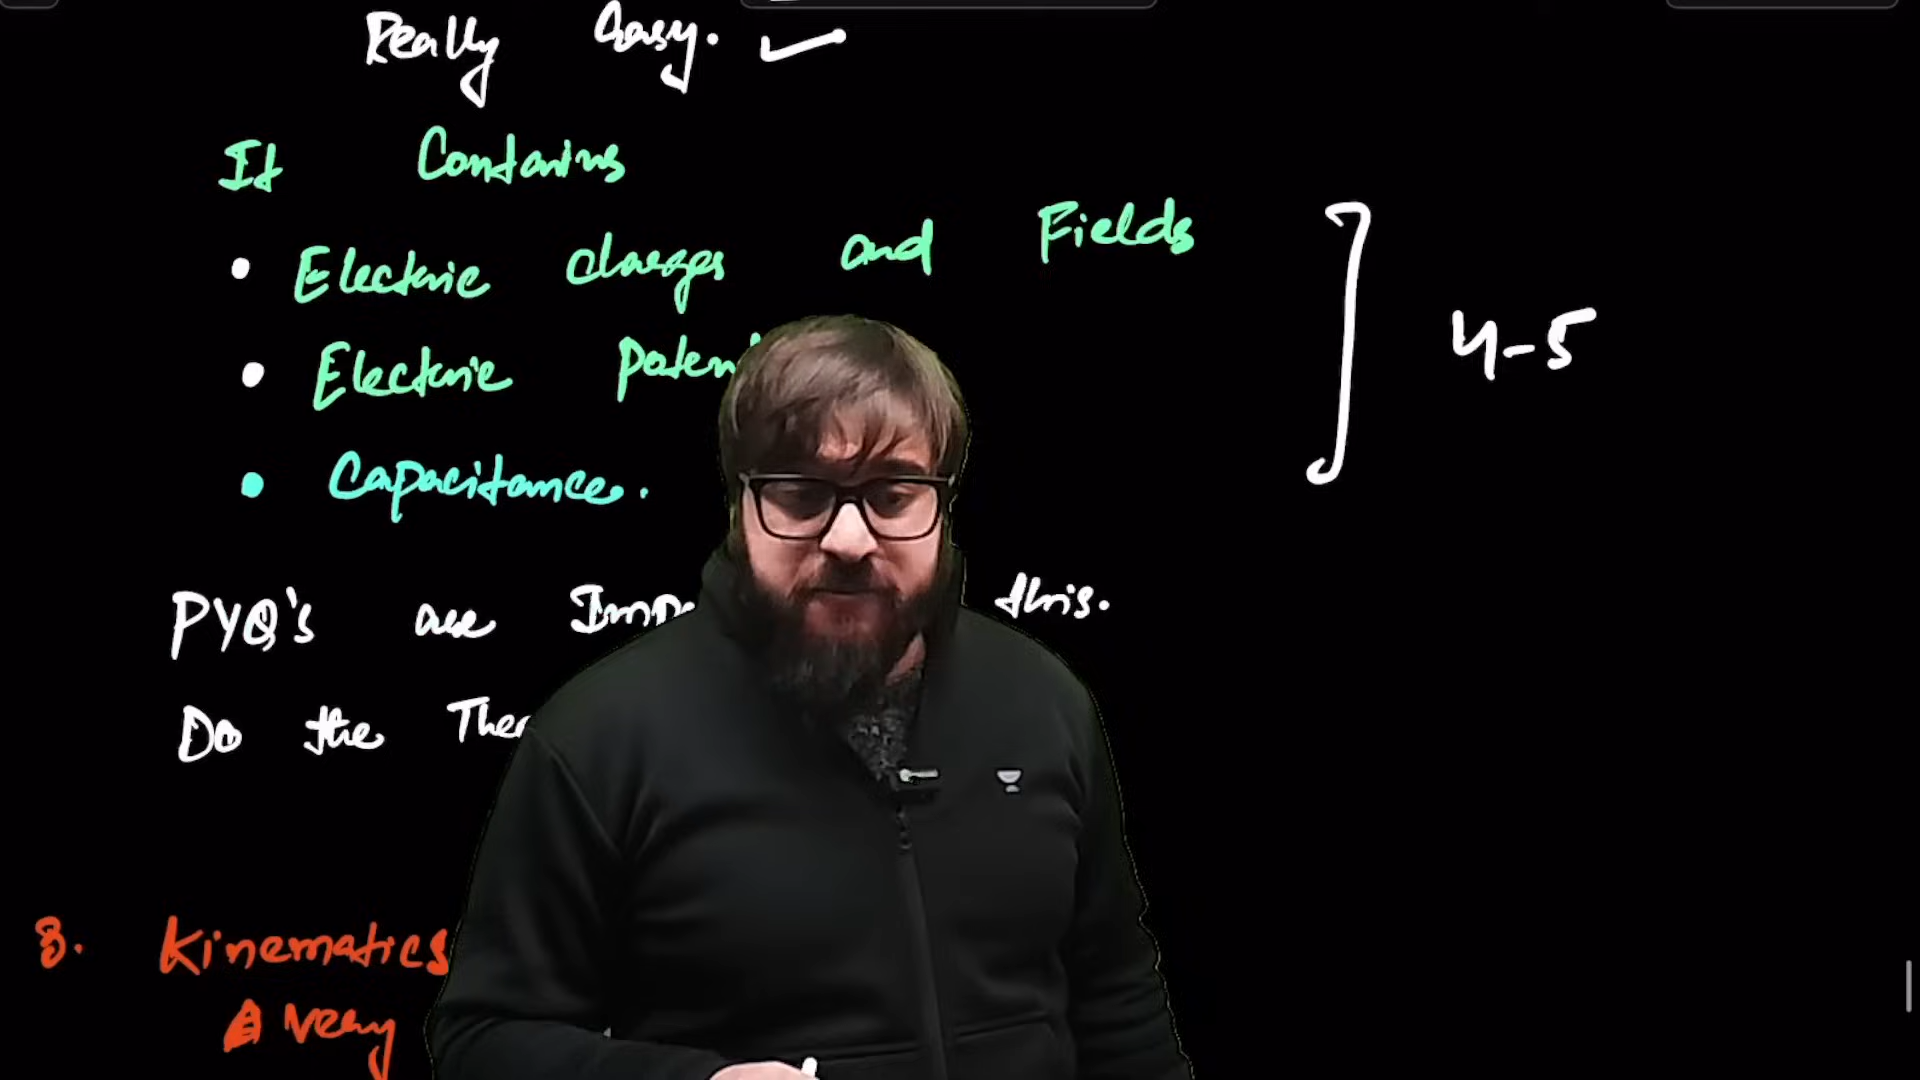 Really Easy.
It Contains
• Electric charges and Fields
• Electric
• Capacitance.
4-5
PYQ's are this.
Do the
8. Kinematics
A very